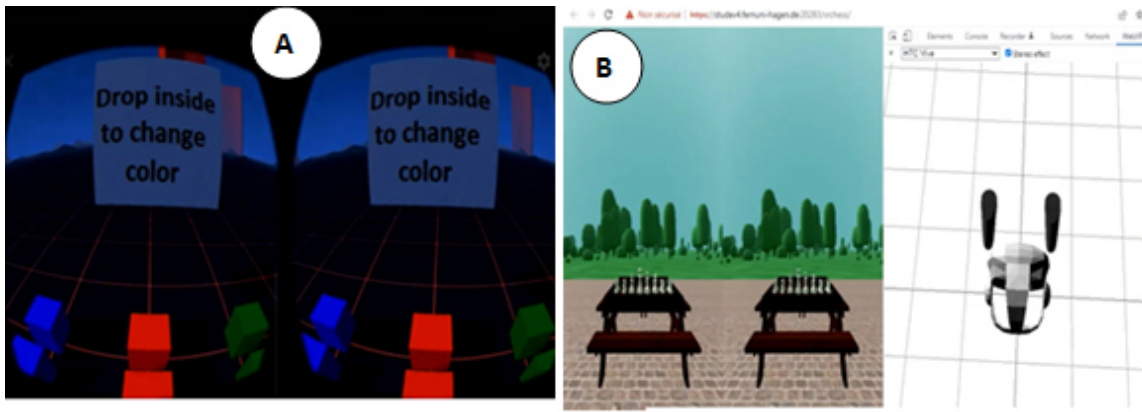 A
Drop inside
to change
color
Drop inside
to change
color
B
Non sécurisé
Elements Console Recorder Sources Network
HTC Vive
Stereo effect